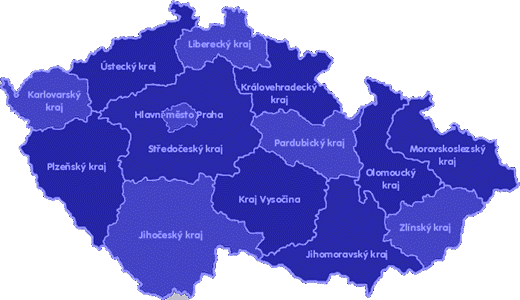 Liberecký kraj
Ústecký kraj
Karlovarský
kraj
Královehradecký
kraj
Hlavní město Praha
Středočeský kraj
Pardubický kraj
Moravskoslezský
kraj
Plzeňský kraj
Olomoucký
kraj
Kraj Vysočina
Jihočeský kraj
Zlínský kraj
Jihomoravský kraj